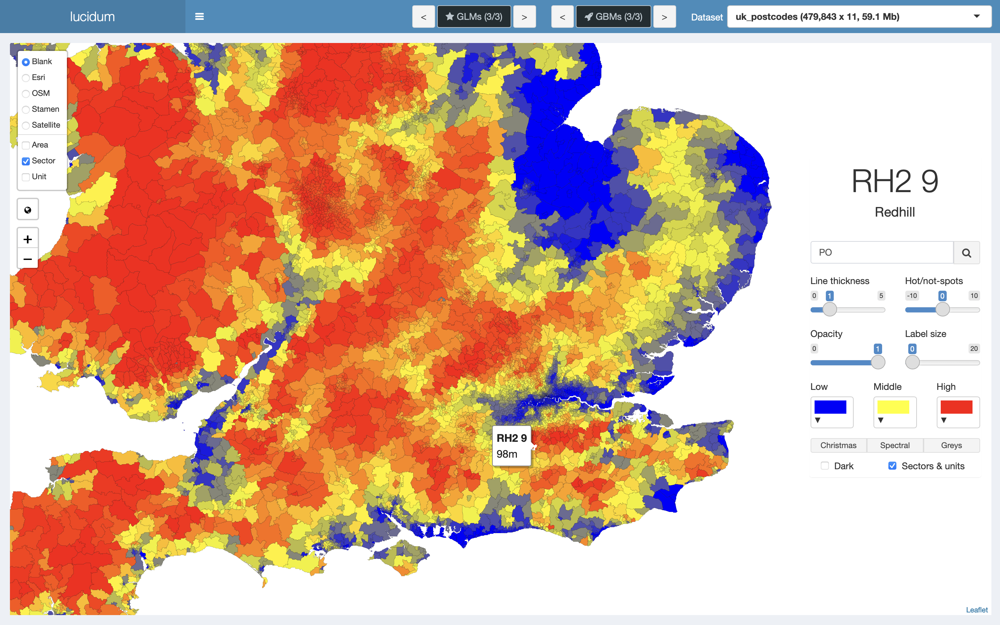 lucidum
< GLMs (3/3) > < GBMs (3/3) > Dataset uk_postcodes (479,843 x 11, 59.1 Mb)
Blank
Esri
OSM
Stamen
Satellite
Area
Sector
Unit
+
−
RH2 9
98m
RH2 9
Redhill
PO
Line thickness Hot/not-spots
0 1 5 -10 0 10
Opacity Label size
0 1 0 20
Low Middle High
Christmas Spectral Greys
Dark Sectors & units
Leaflet